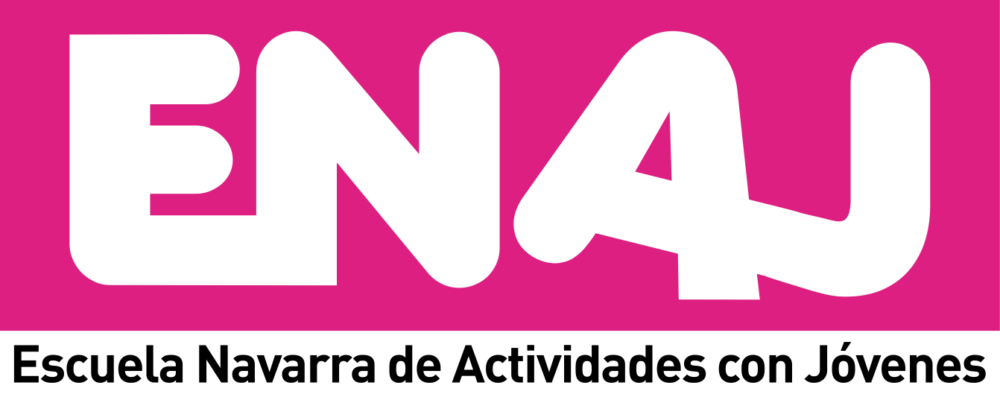 ENAJ
Escuela Navarra de Actividades con Jóvenes